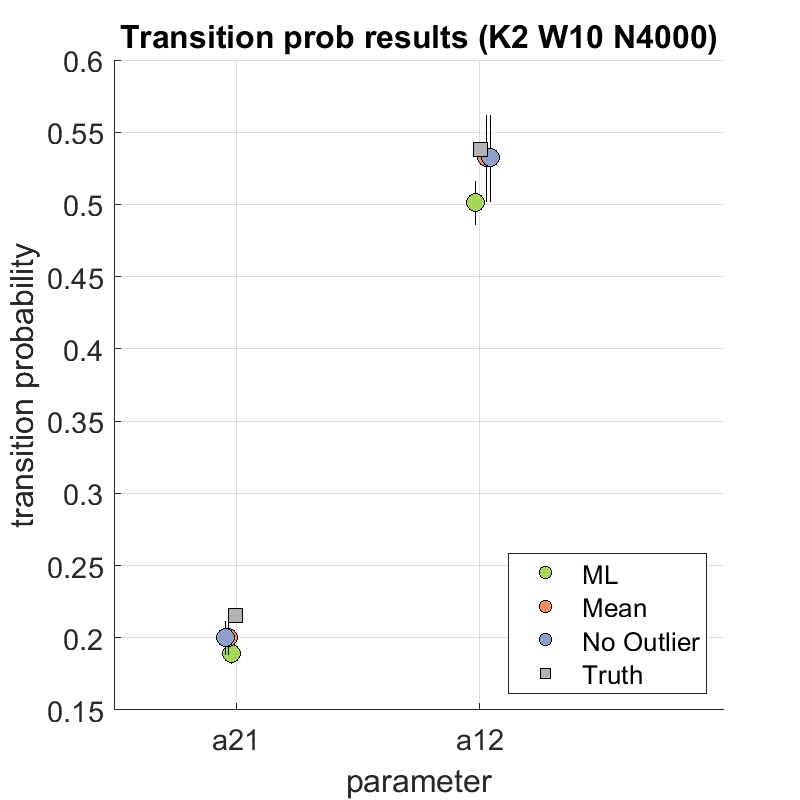 Transition prob results (K2 W10 N4000)
0.6
0.55
0.5
0.45
0.4
0.35
0.3
0.25
0.2
0.15
transition probability
a21
a12
parameter
ML
Mean
No Outlier
Truth